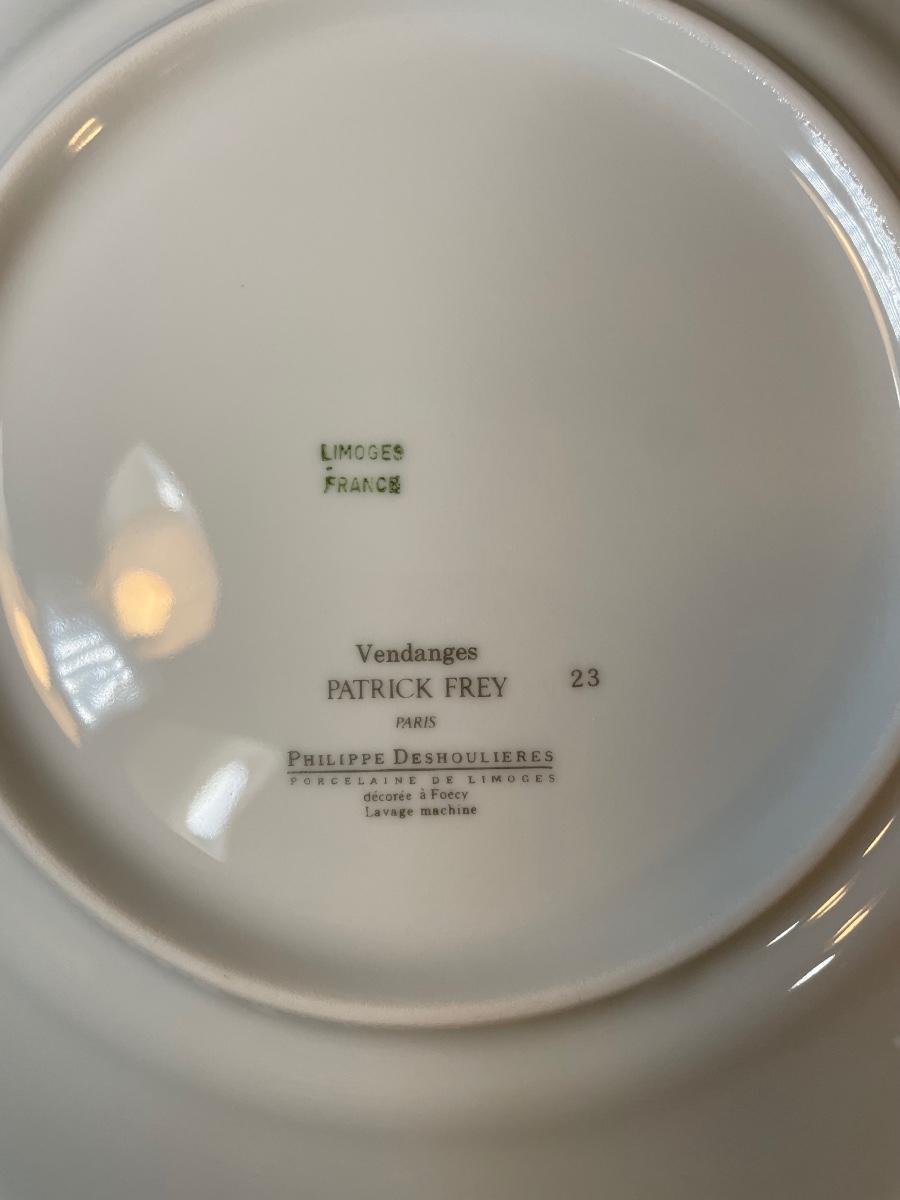 LIMOGES
FRANCE
Vendanges
PATRICK FREY
23
PARIS
PHILIPPE DESHOULIERES
PORCELAINE DE LIMOGES
décorée à Foecy
Lavage machine